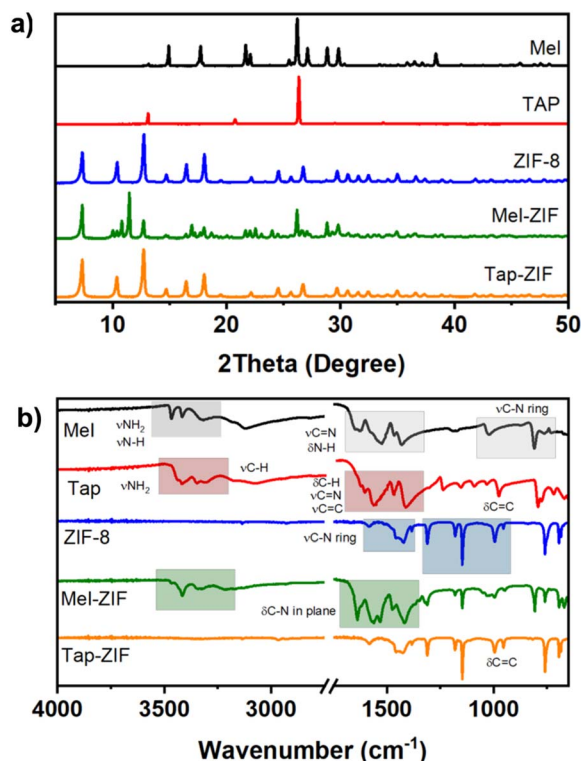 a)
Mel
TAP
ZIF-8
Mel-ZIF
Tap-ZIF
10 20 30 40 50
2Theta (Degree)
b)
νC-N ring
Mel
νNH2
νN-H
νC=N
δN-H
Tap
νNH2
νC-H
δC-H
νC=N
νC=C
δC=C
ZIF-8
νC-N ring
Mel-ZIF
δC-N in plane
Tap-ZIF
δC=C
4000 3500 3000 1500 1000
Wavenumber (cm-1)